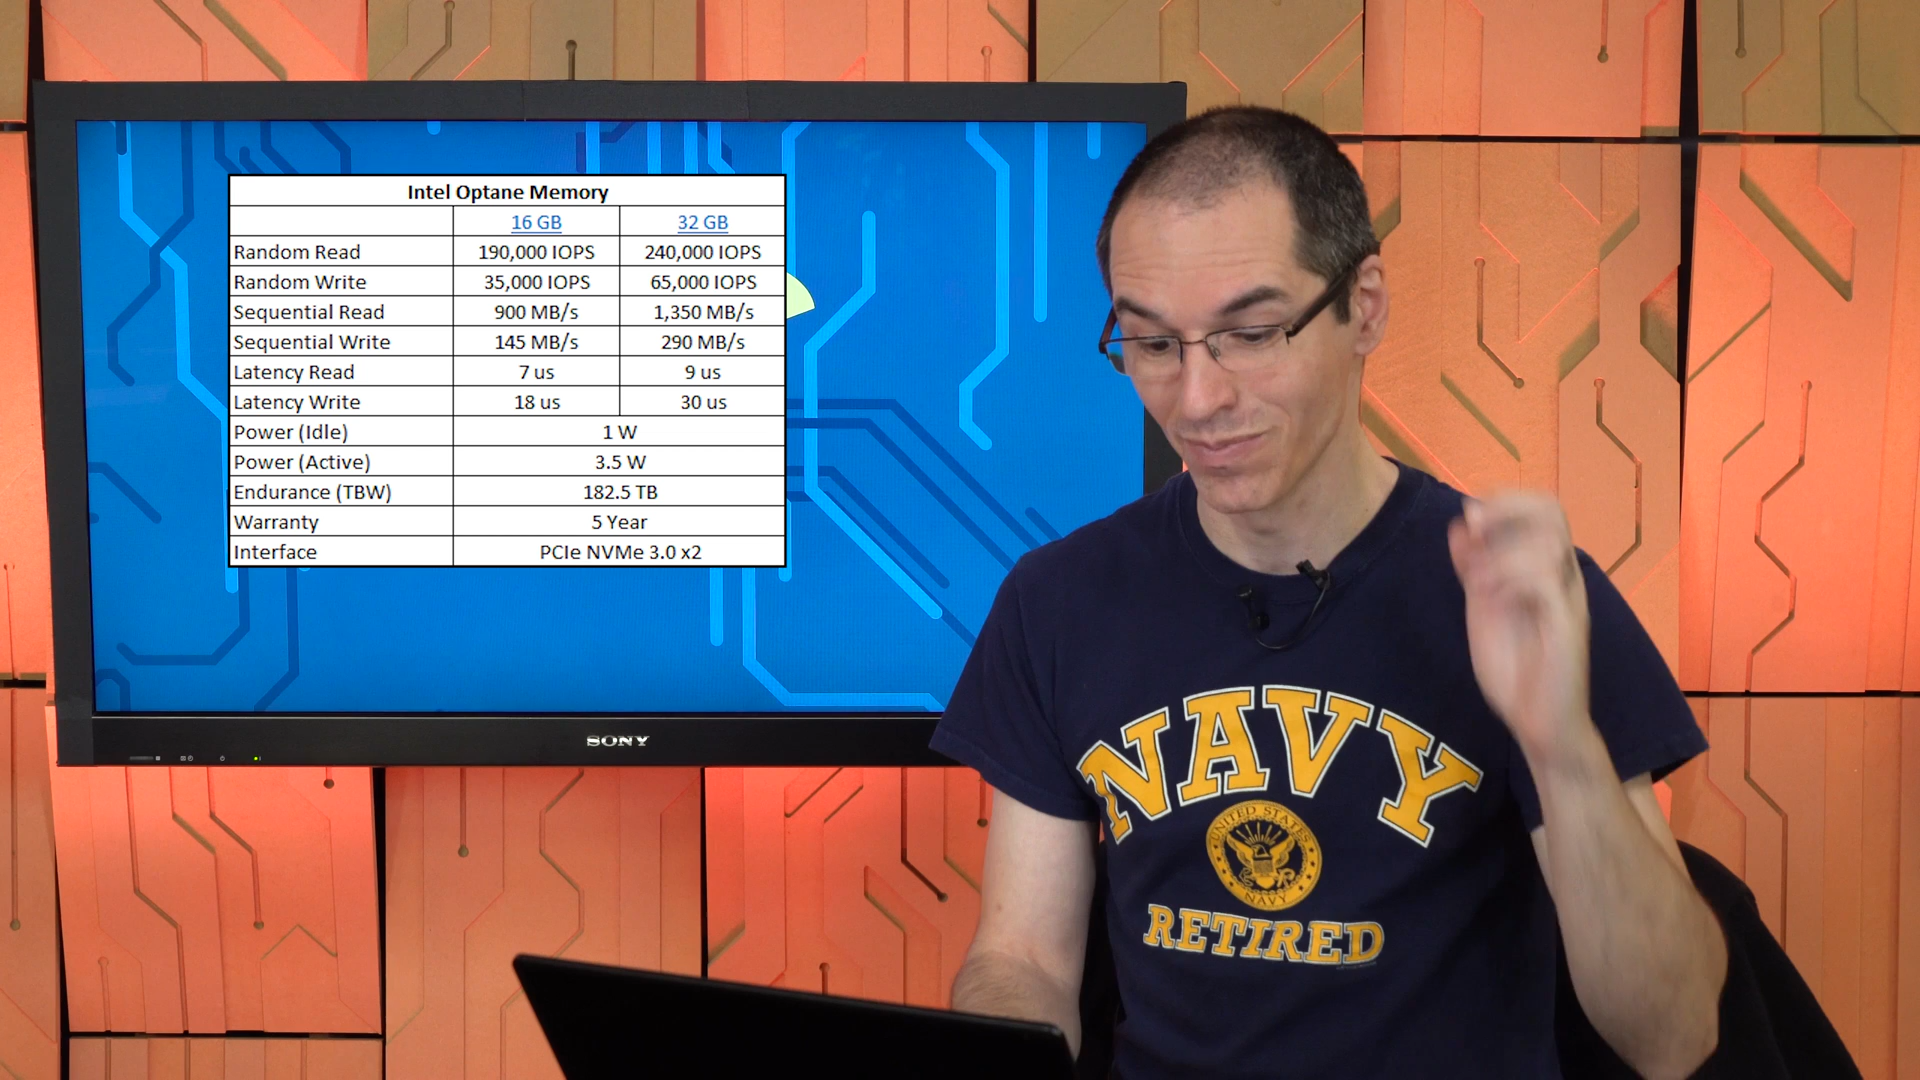 Intel Optane Memory
16 GB 32 GB
Random Read 190,000 IOPS 240,000 IOPS
Random Write 35,000 IOPS 65,000 IOPS
Sequential Read 900 MB/s 1,350 MB/s
Sequential Write 145 MB/s 290 MB/s
Latency Read 7 us 9 us
Latency Write 18 us 30 us
Power (Idle) 1 W
Power (Active) 3.5 W
Endurance (TBW) 182.5 TB
Warranty 5 Year
Interface PCIe NVMe 3.0 x2
SONY
NAVY
UNITED STATES
NAVY
RETIRED